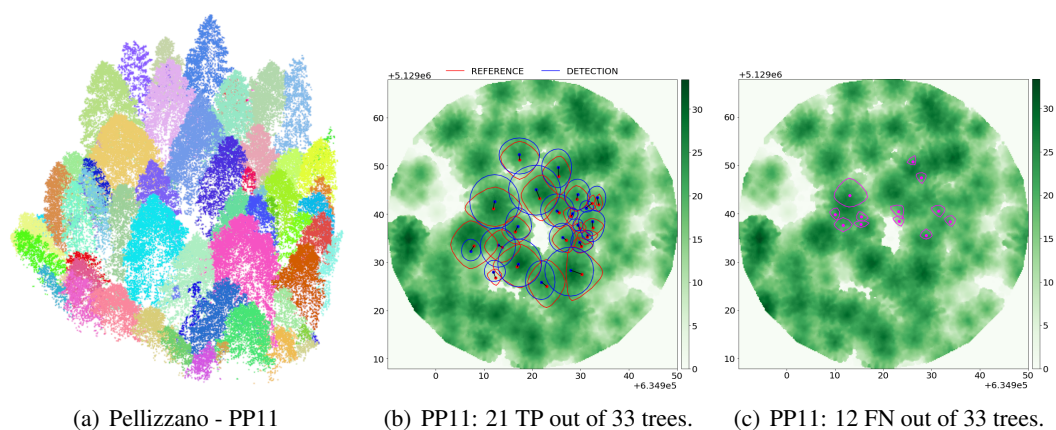 REFERENCE DETECTION
+5.129e6
60
50
40
30
20
10
0 10 20 30 40 50
+6.349e5
30
25
20
15
10
5
0
+5.129e6
60
50
40
30
20
10
0 10 20 30 40 50
+6.349e5
30
25
20
15
10
5
0
(a) Pellizzano - PP11
(b) PP11: 21 TP out of 33 trees.
(c) PP11: 12 FN out of 33 trees.